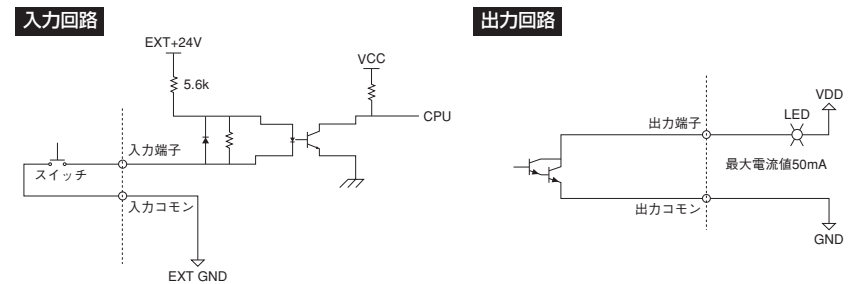 入力回路
EXT+24V
5.6k
VCC
CPU
入力端子
スイッチ
入力コモン
EXT GND
出力回路
VDD
LED
出力端子
最大電流値50mA
出力コモン
GND